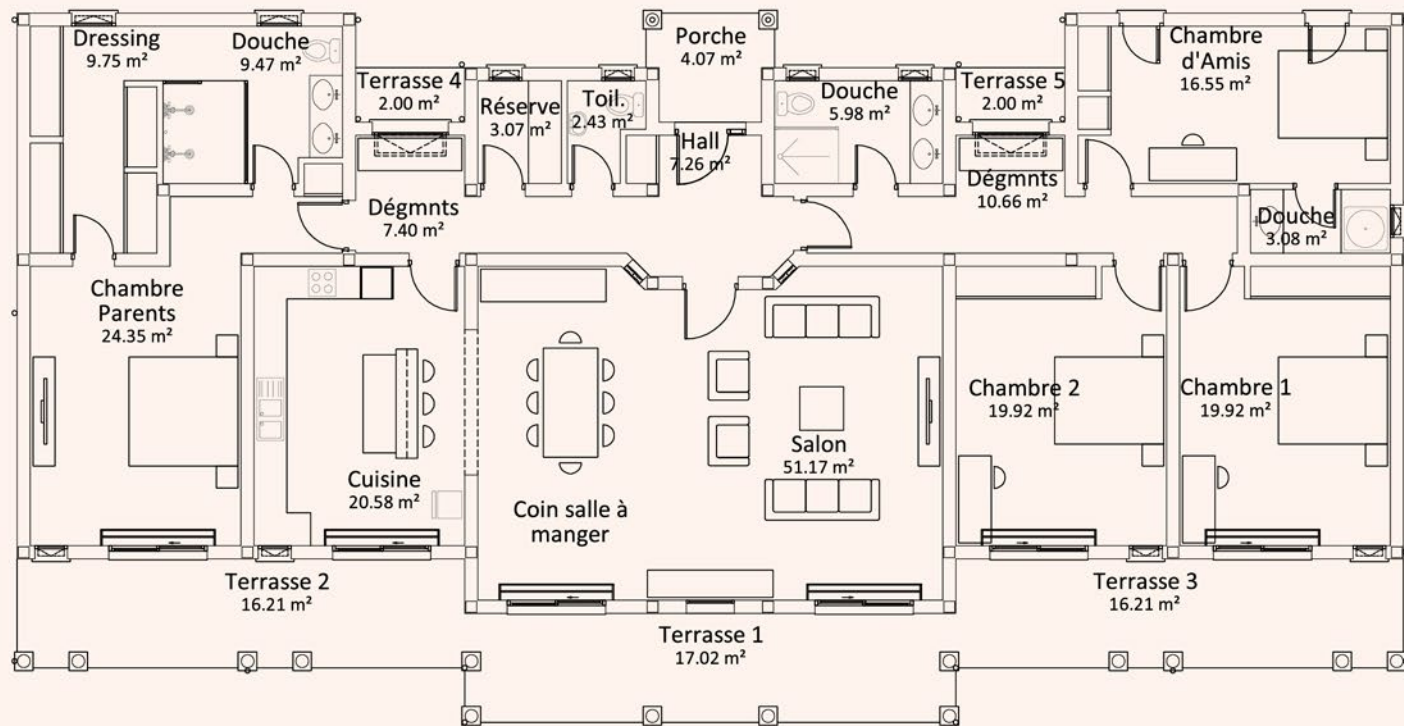 Dressing
9.75 m²
Douche
9.47 m²
Terrasse 4
2.00 m²
Réserve
3.07 m²
Toil.
2.43 m²
Porche
4.07 m²
Hall
7.26 m²
Douche
5.98 m²
Terrasse 5
2.00 m²
Chambre
d'Amis
16.55 m²
Dégmnts
7.40 m²
Dégmnts
10.66 m²
Douche
3.08 m²
Chambre
Parents
24.35 m²
Cuisine
20.58 m²
Coin salle à
manger
Salon
51.17 m²
Chambre 2
19.92 m²
Chambre 1
19.92 m²
Terrasse 2
16.21 m²
Terrasse 1
17.02 m²
Terrasse 3
16.21 m²